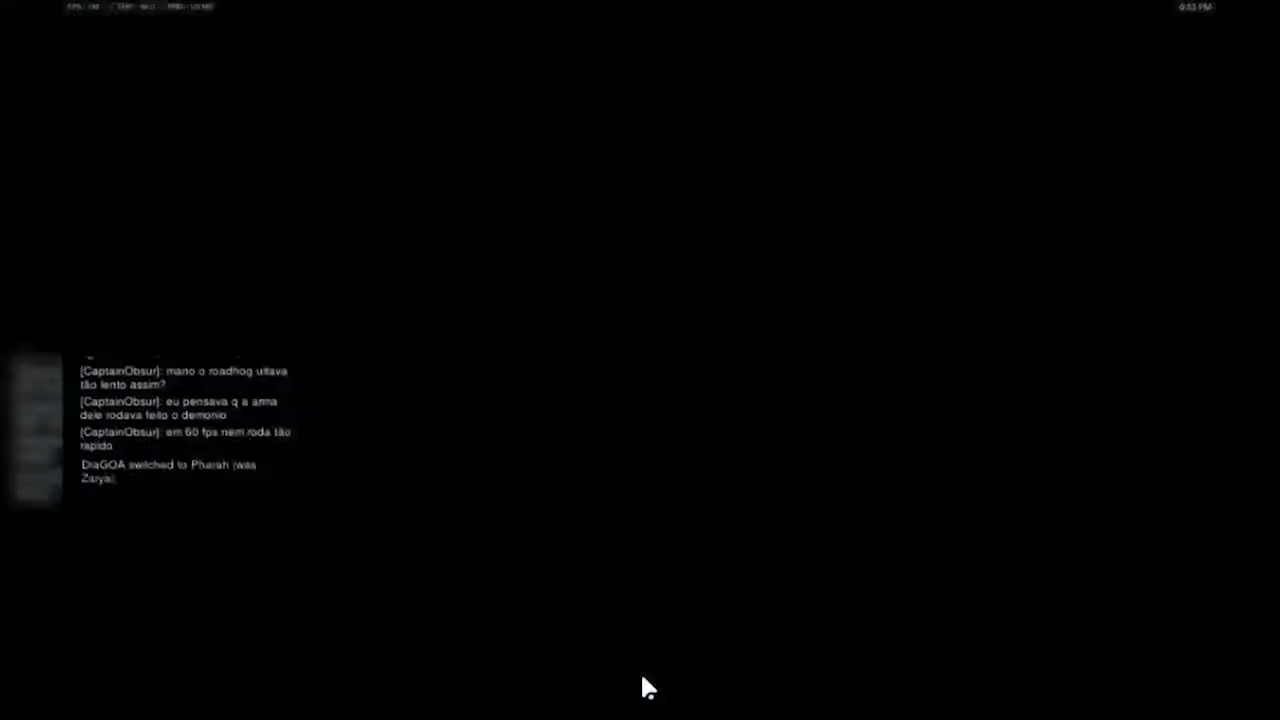 [CaptainObsur]: mano o roadhog ultava
tão lento assim?
[CaptainObsur]: eu pensava q a arma
dele rodava feito o demonio
[CaptainObsur]: em 60 fps nem roda tão
rapido
DiaGOA switched to Pharah (was
Zarya).